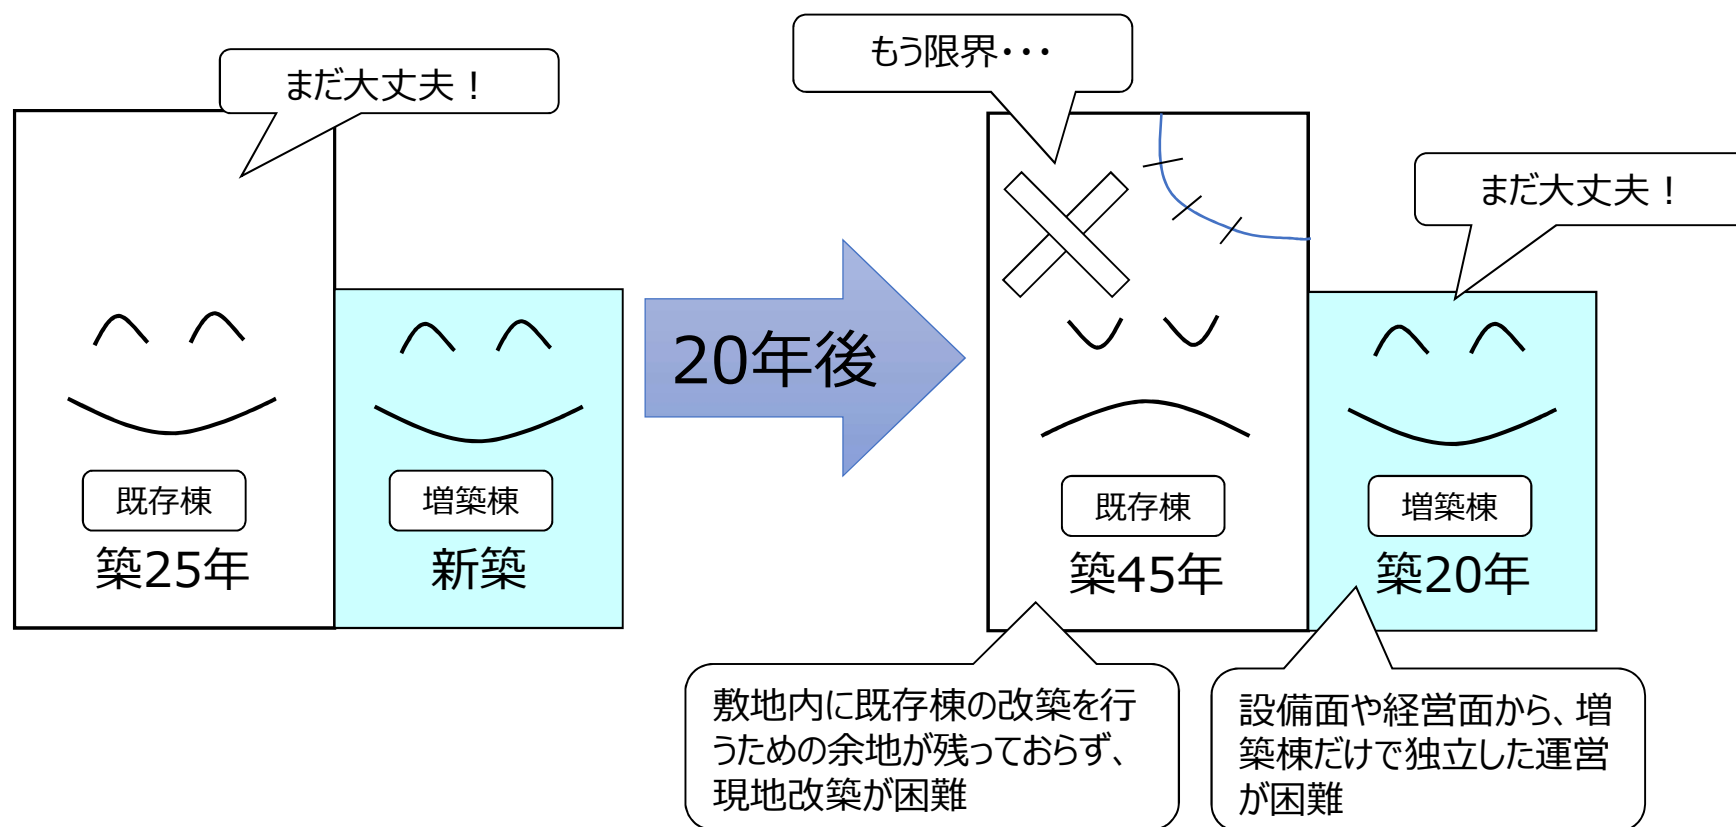 まだ大丈夫！
既存棟
築25年
増築棟
新築
20年後
もう限界・・・
まだ大丈夫！
既存棟
築45年
増築棟
築20年
敷地内に既存棟の改築を行
うための余地が残っておらず、
現地改築が困難
設備面や経営面から、増
築棟だけで独立した運営
が困難